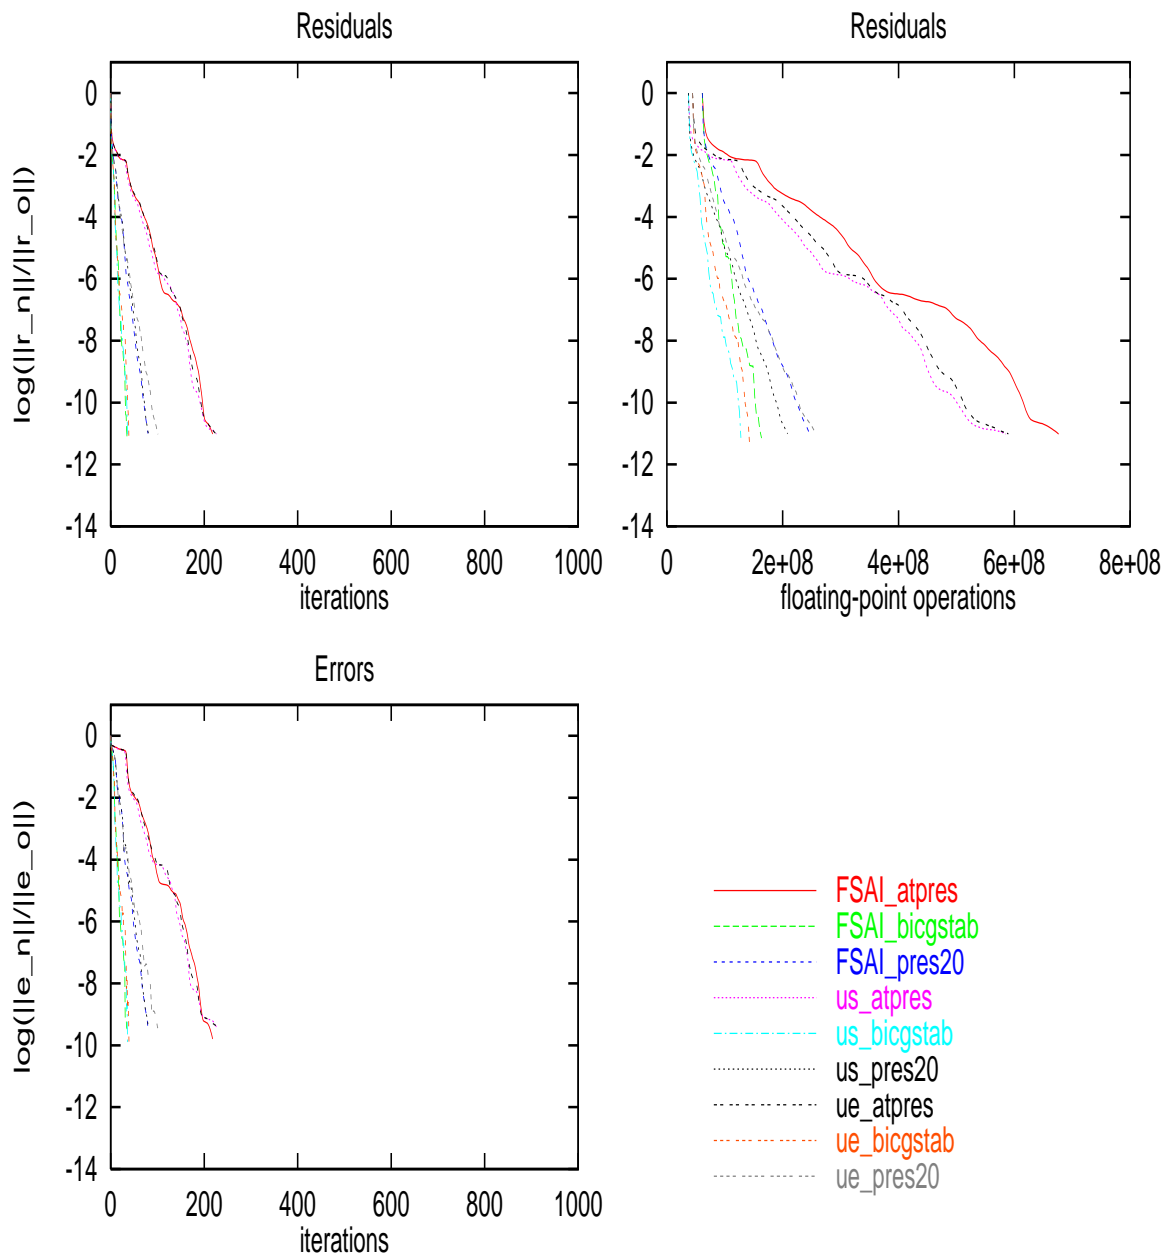 Residuals
0
-2
-4
-6
-8
-10
-12
-14
log(||r_n||/||r_o||)
0 200 400 600 800 1000
iterations
Residuals
0
-2
-4
-6
-8
-10
-12
-14
0 2e+08 4e+08 6e+08 8e+08
floating-point operations
Errors
0
-2
-4
-6
-8
-10
-12
-14
log(||e_n||/||e_o||)
0 200 400 600 800 1000
iterations
FSAI_atpres
FSAI_bicgstab
FSAI_pres20
us_atpres
us_bicgstab
us_pres20
ue_atpres
ue_bicgstab
ue_pres20